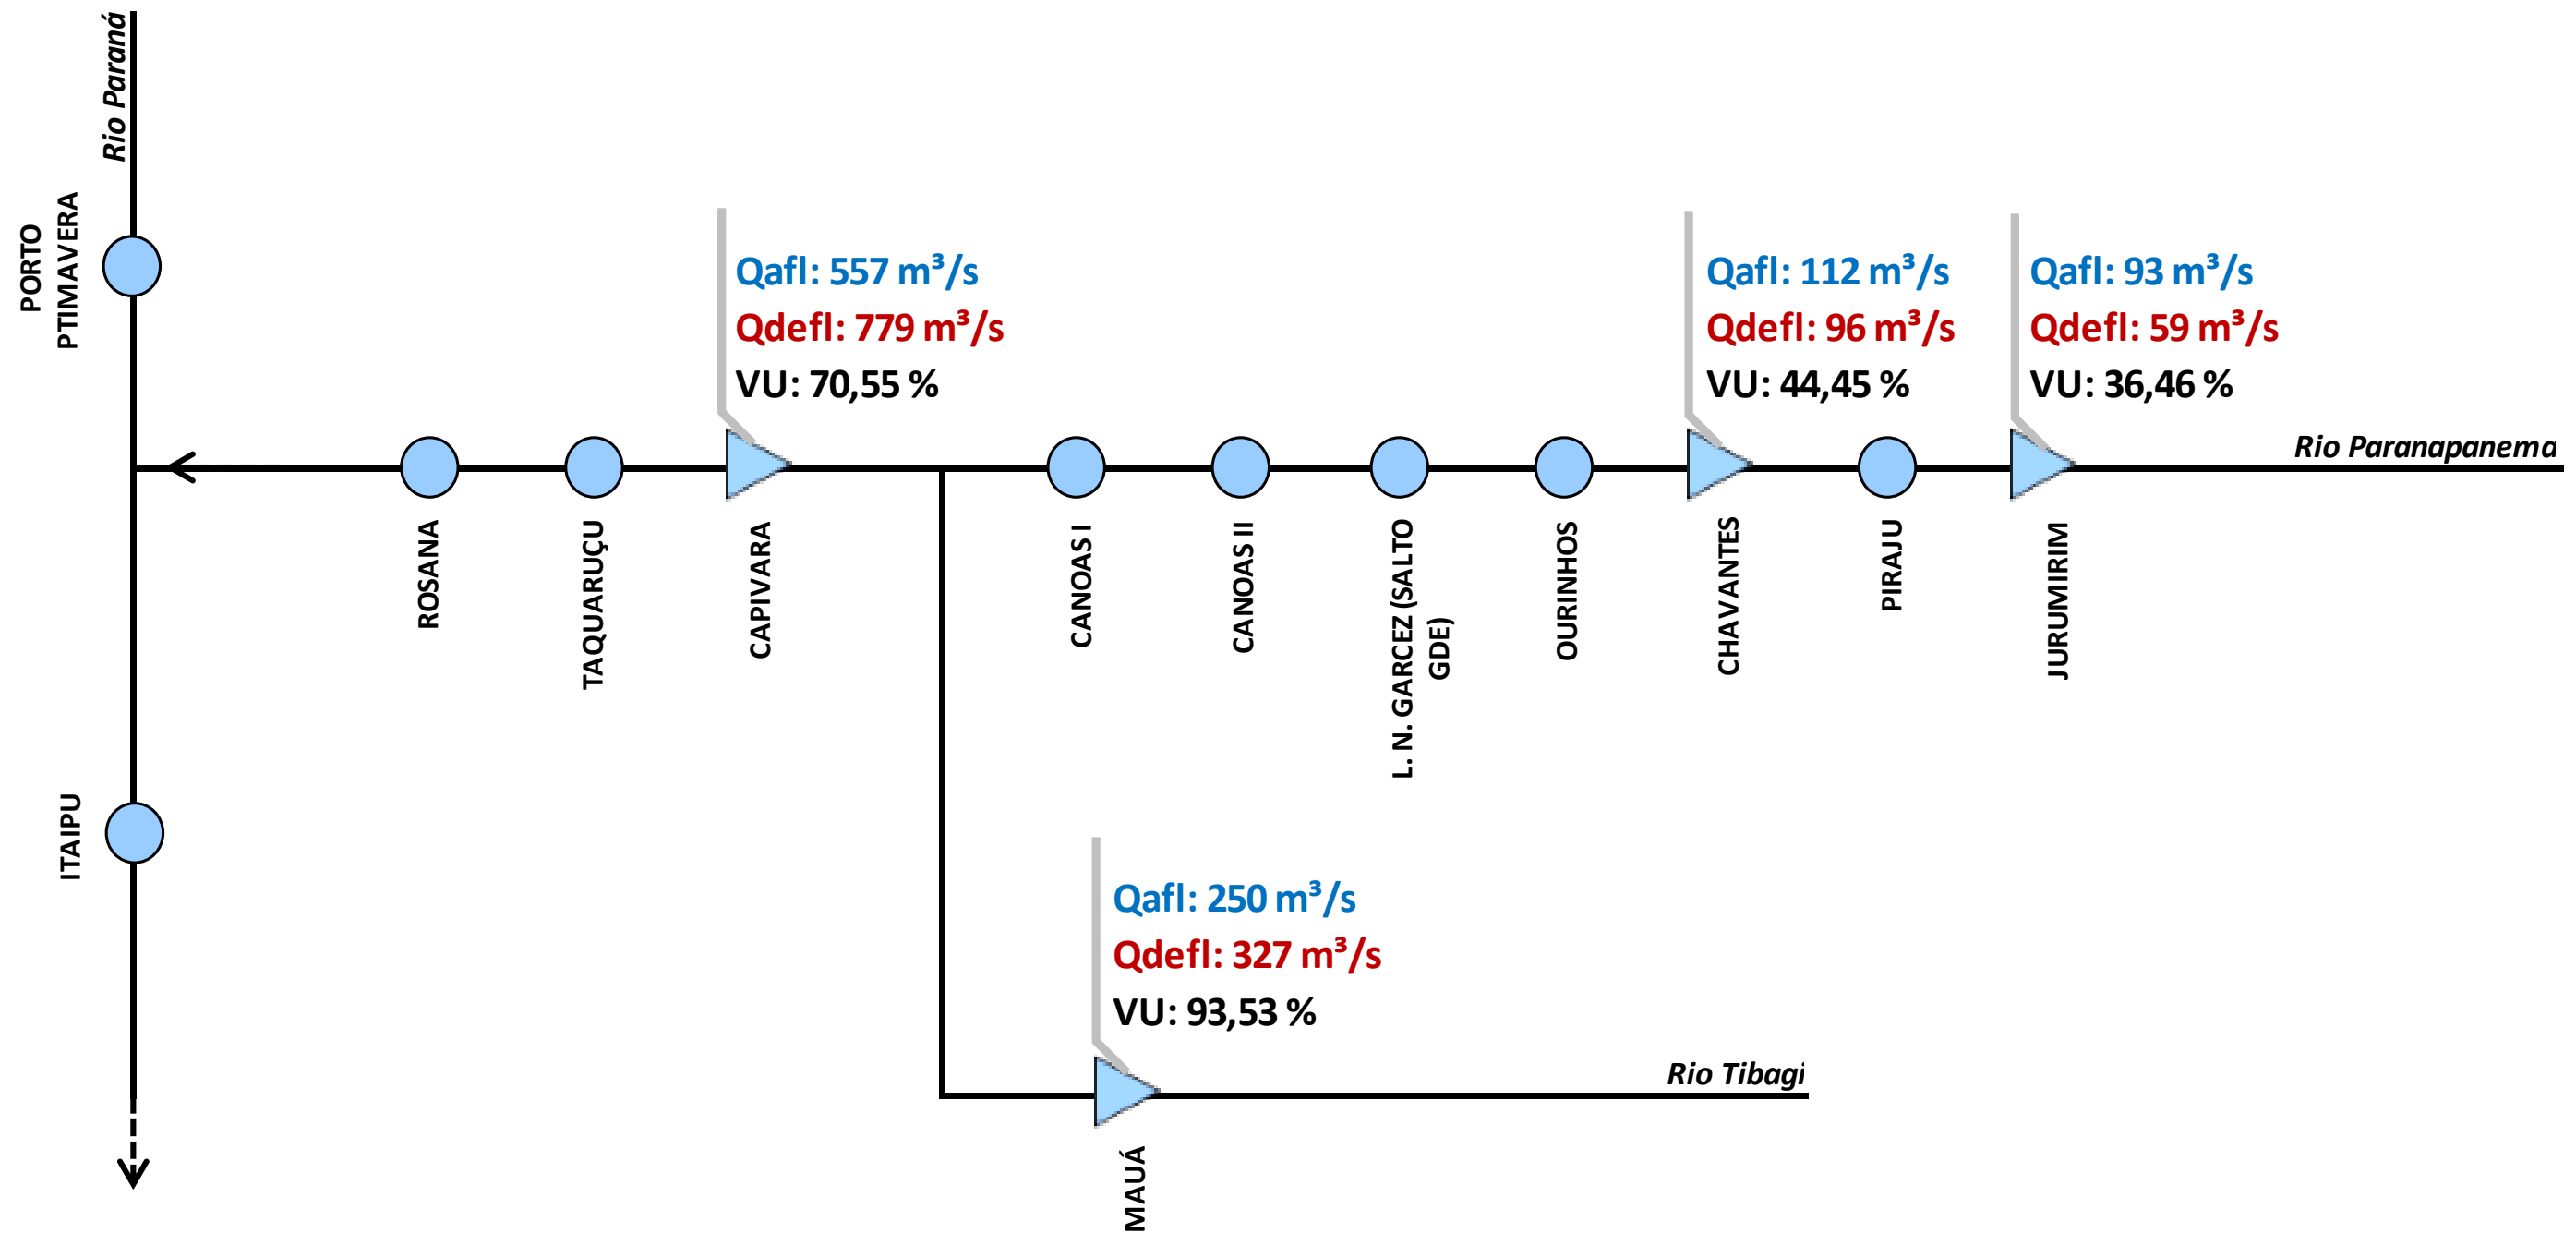 Rio Paraná
PORTO
PTIMAVERA
Qafl: 557 m³/s
Qdefl: 779 m³/s
VU: 70,55 %
Qafl: 112 m³/s
Qdefl: 96 m³/s
VU: 44,45 %
Qafl: 93 m³/s
Qdefl: 59 m³/s
VU: 36,46 %
Rio Paranapanema
ROSANA
TAQUARUÇU
CAPIVARA
CANOAS I
CANOAS II
L. N. GARCEZ (SALTO
GDE)
OURINHOS
CHAVANTES
PIRAJU
JURUMIRIM
ITAIPU
Qafl: 250 m³/s
Qdefl: 327 m³/s
VU: 93,53 %
Rio Tibagi
MAUÁ